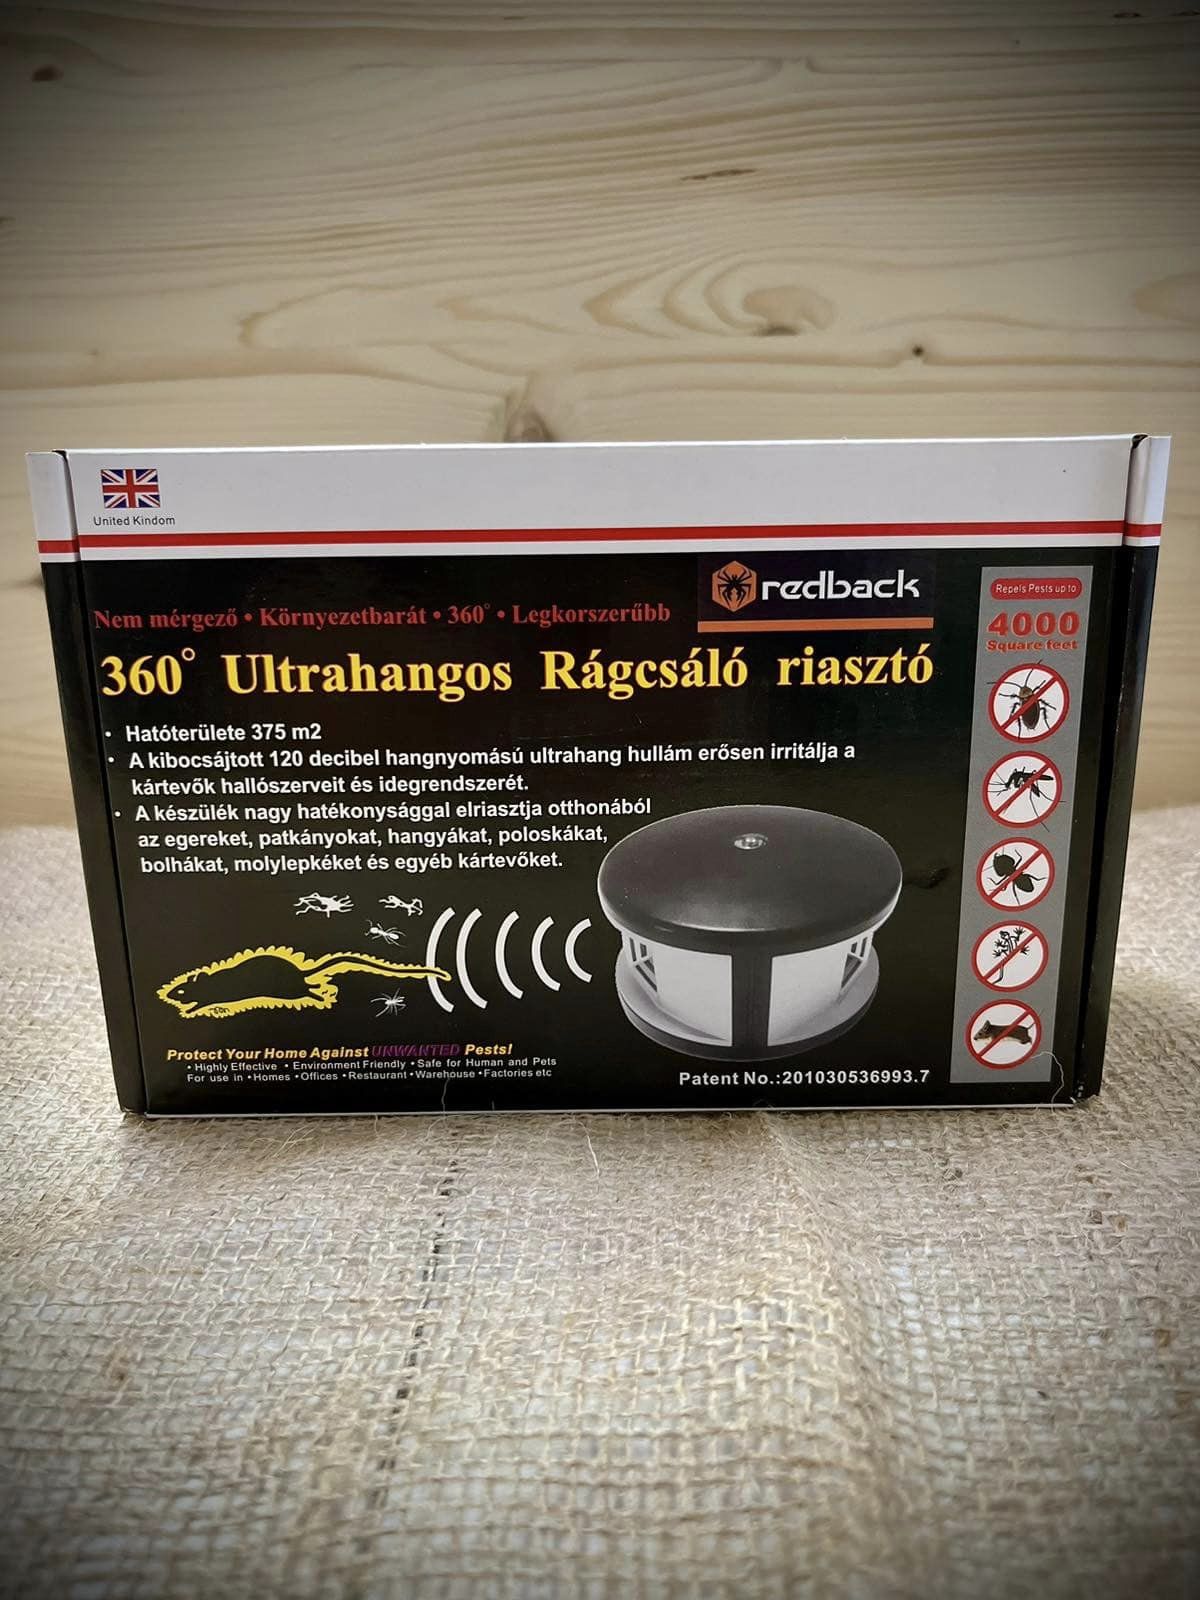 United Kindom
redback
Nem mérgező • Környezetbarát • 360° • Legkorszerűbb
360° Ultrahangos Rágcsáló riasztó
• Hatóterülete 375 m2
• A kibocsájtott 120 decibel hangnyomású ultrahang hullám erősen irritálja a
kártevők hallószerveit és idegrendszerét.
• A készülék nagy hatékonysággal elriasztja otthonából
az egereket, patkányokat, hangyákat, poloskákat,
bolhákat, molylepkéket és egyéb kártevőket.
Protect Your Home Against UNWANTED Pests!
• Highly Effective • Environment Friendly • Safe for Human and Pets
For use in • Homes • Offices • Restaurant • Warehouse • Factories etc
Patent No.:201030536993.7
Repels Pests up to
4000
Square feet